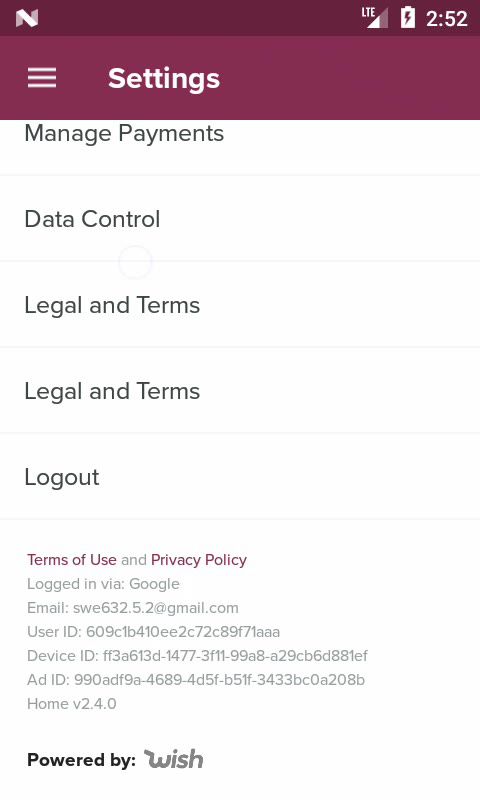 LTE 2:52
Settings
Manage Payments
Data Control
Legal and Terms
Legal and Terms
Logout
Terms of Use and Privacy Policy
Logged in via: Google
Email: swe632.5.2@gmail.com
User ID: 609c1b410ee2c72c89f71aaa
Device ID: ff3a613d-1477-3f11-99a8-a29cb6d881ef
Ad ID: 990adf9a-4689-4d5f-b51f-3433bc0a208b
Home v2.4.0
Powered by: wish